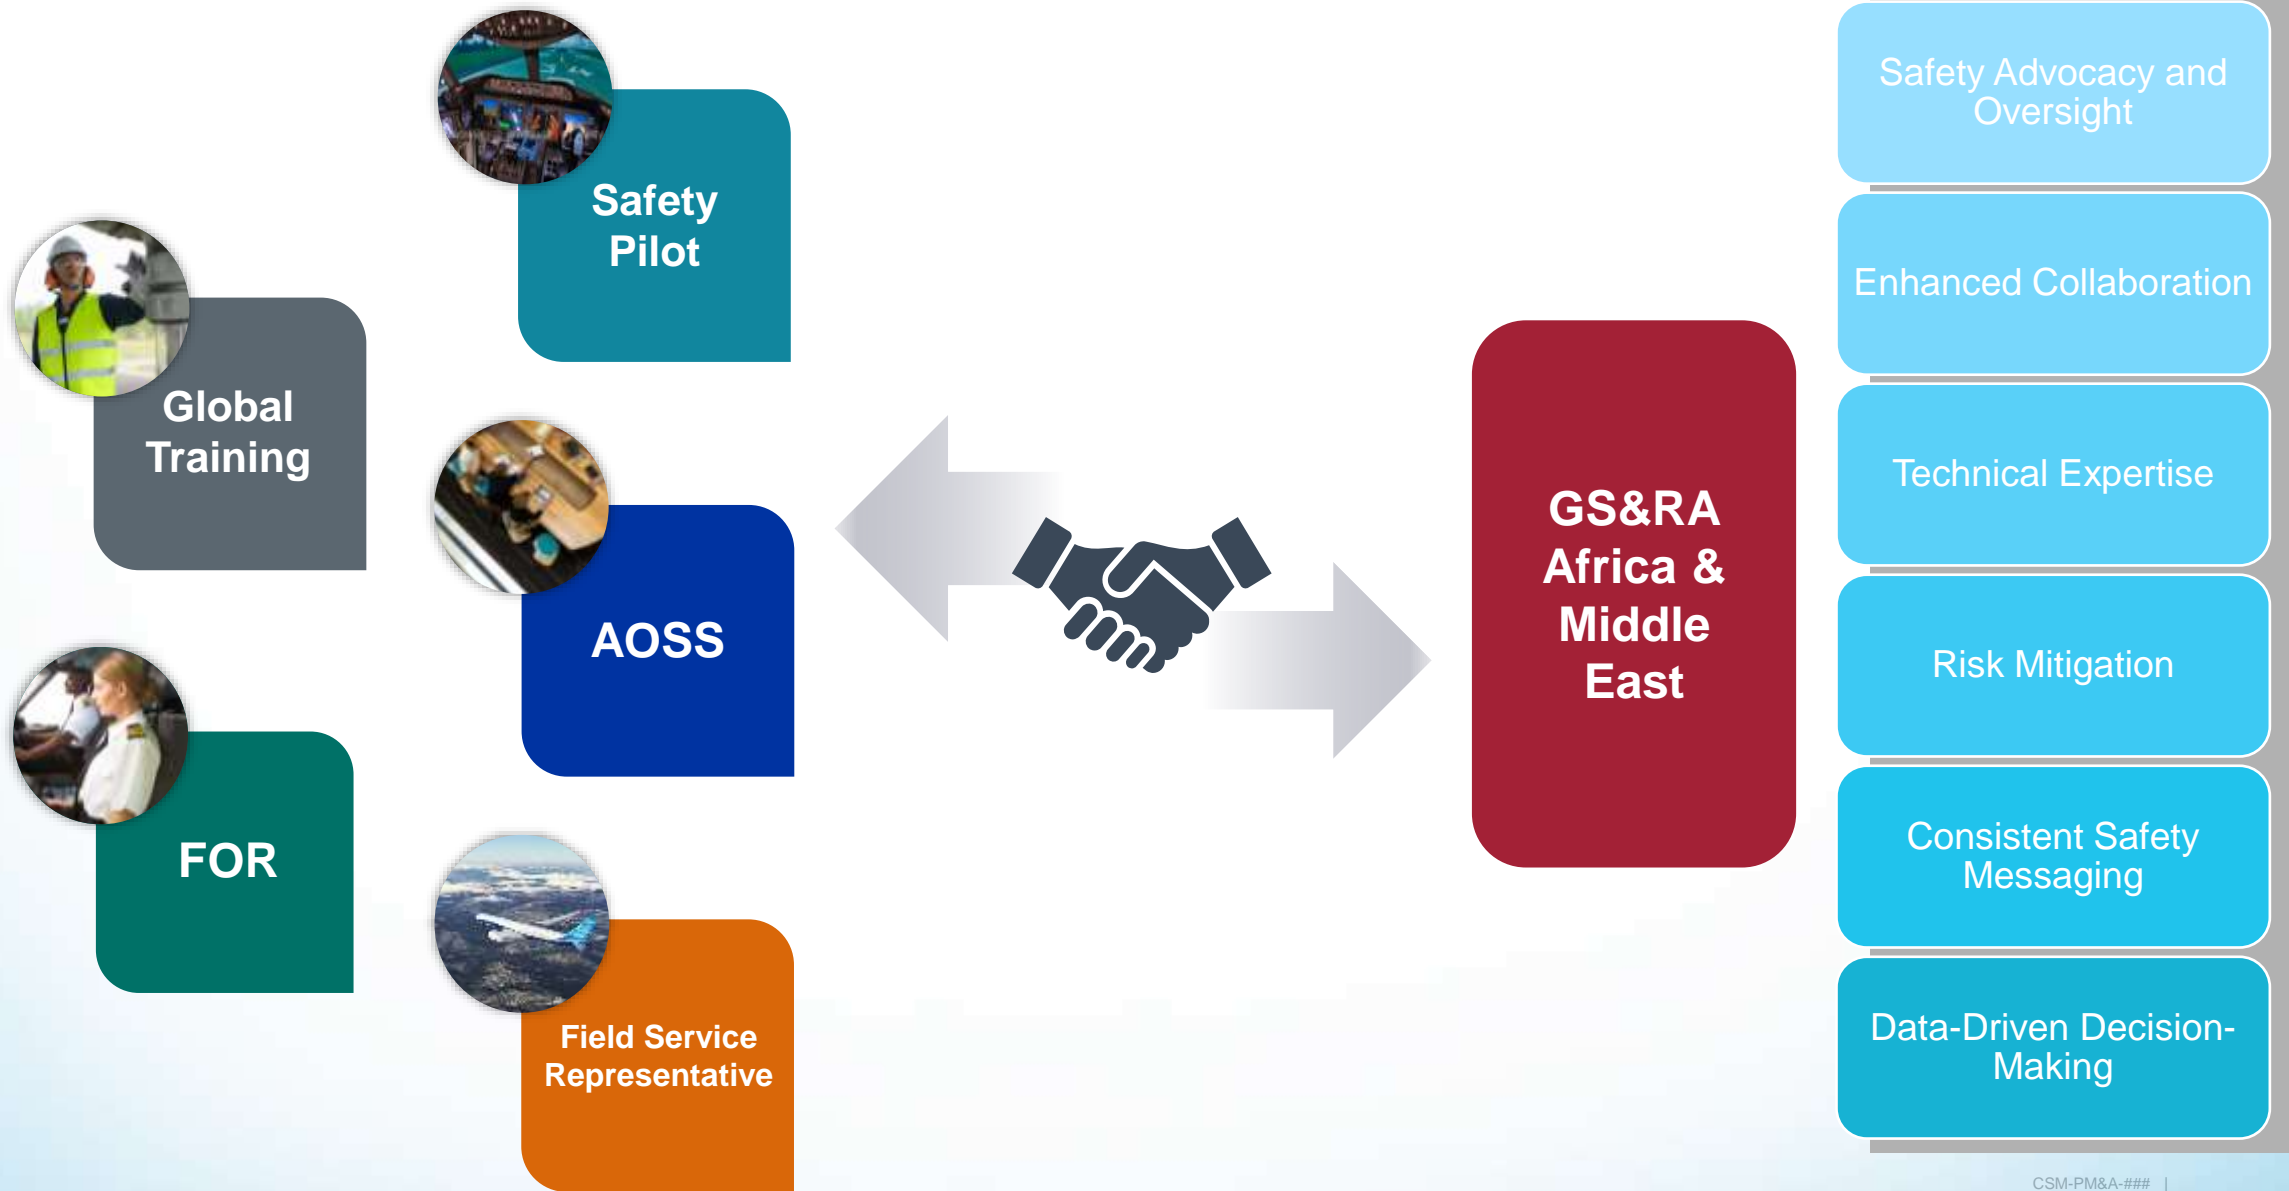 Safety
Pilot
Global
Training
AOSS
FOR
Field Service
Representative
GS&RA
Africa &
Middle
East
Safety Advocacy and
Oversight
Enhanced Collaboration
Technical Expertise
Risk Mitigation
Consistent Safety
Messaging
Data-Driven Decision-
Making
CSM-PM&A-### |